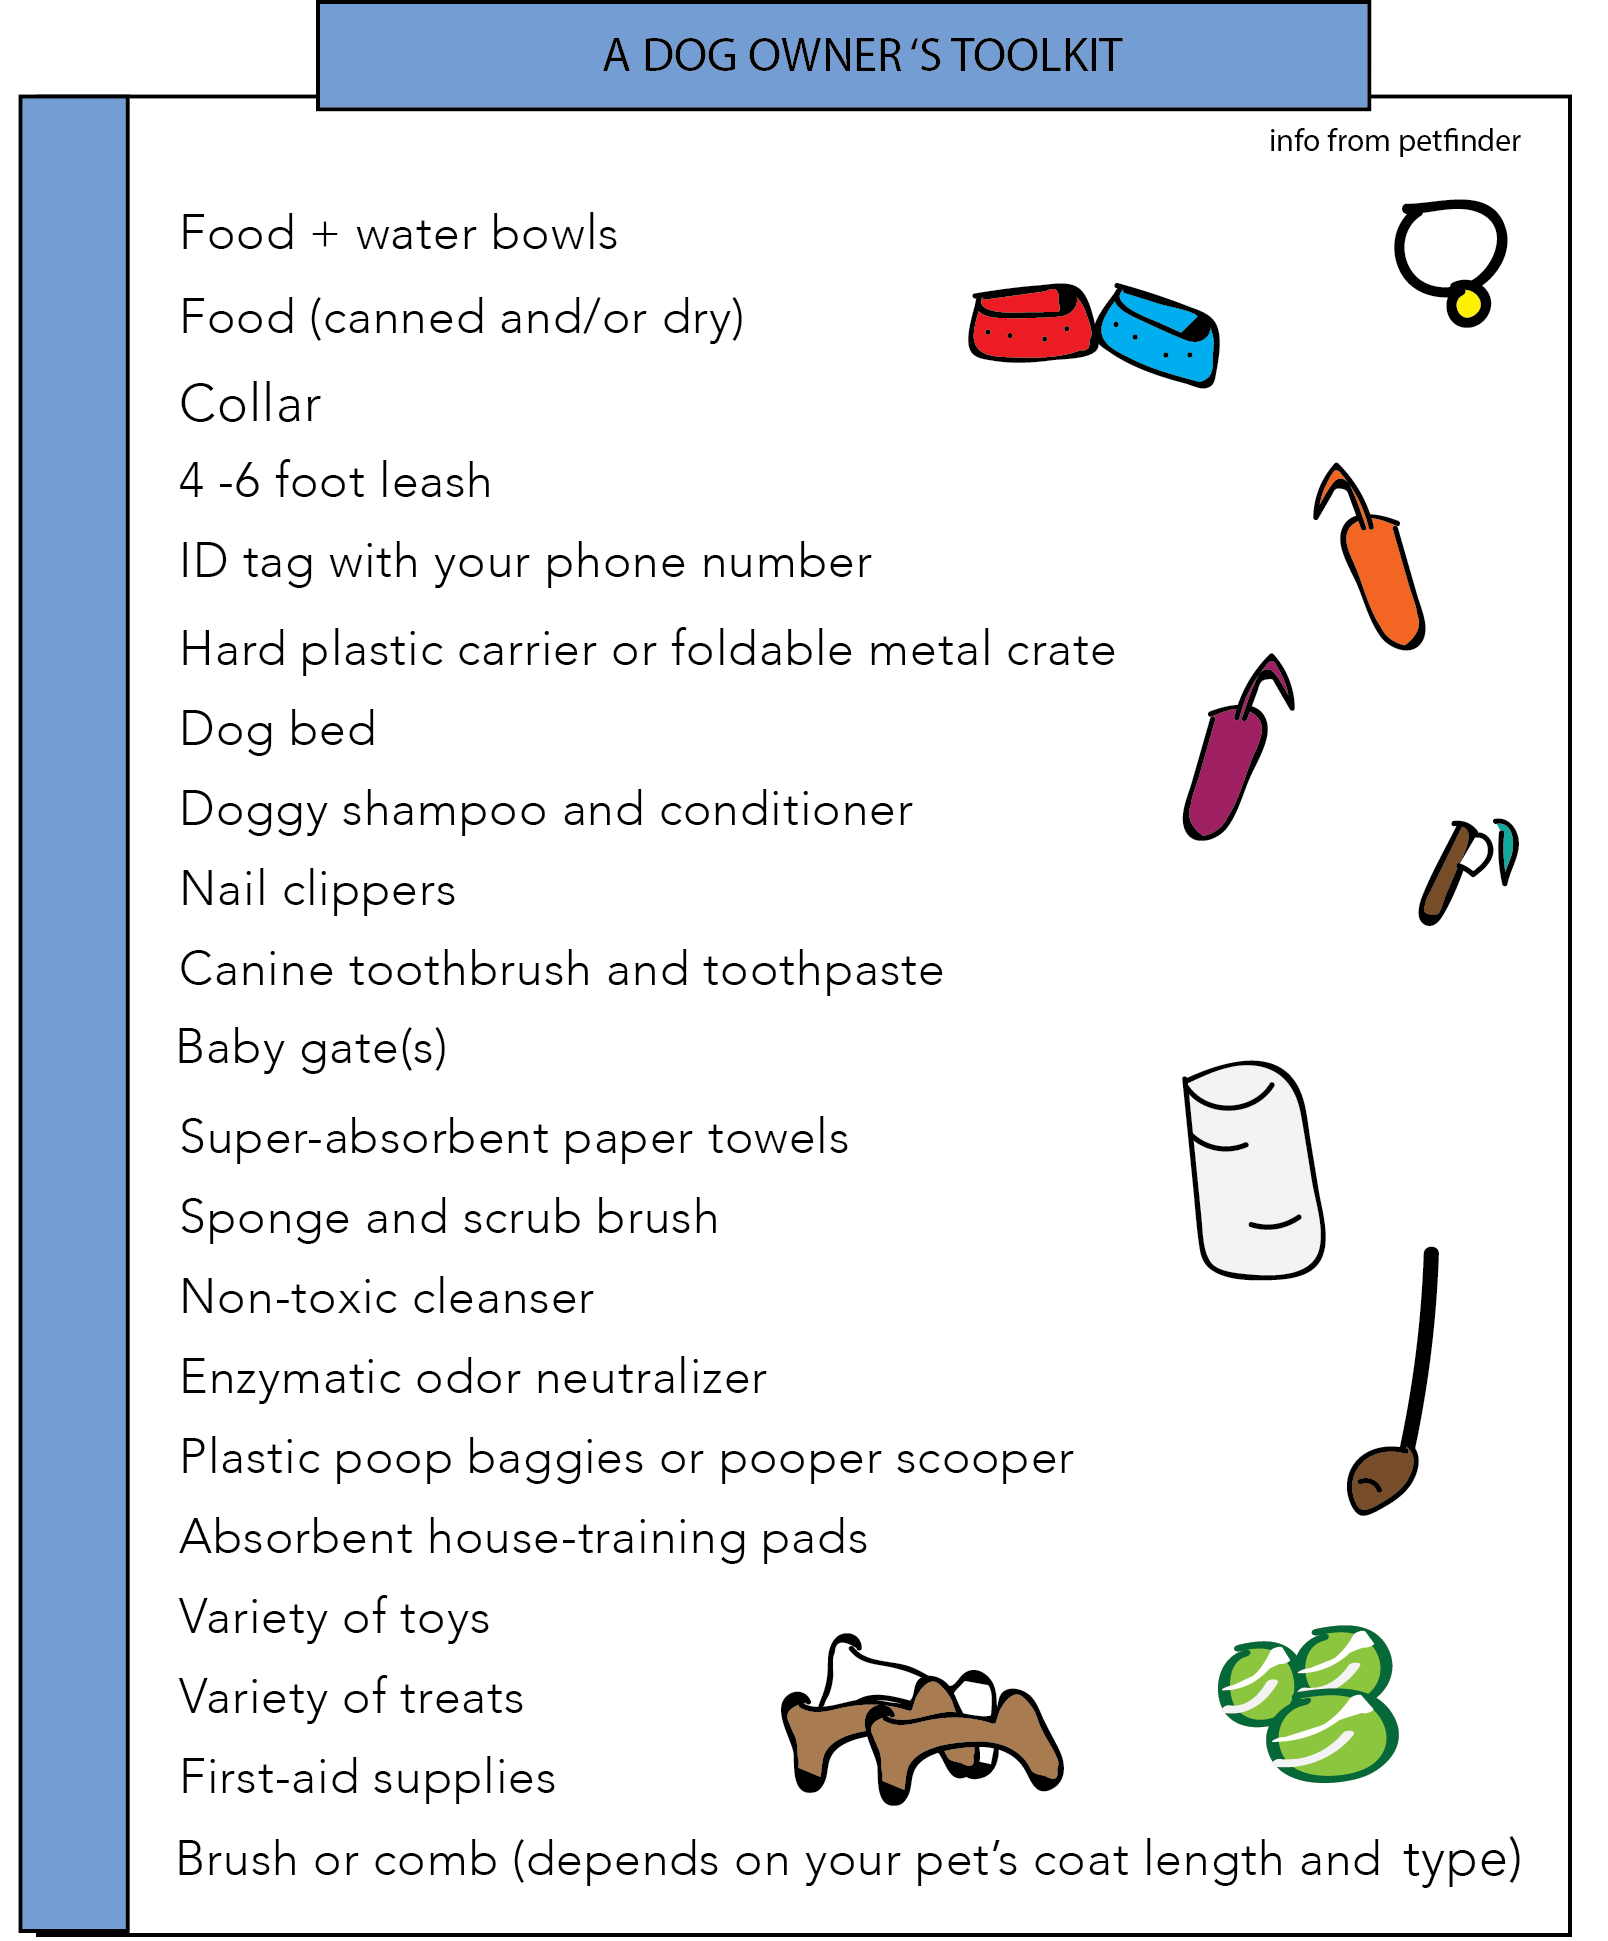 A DOG OWNER ‘S TOOLKIT
info from petfinder
Food + water bowls
Food (canned and/or dry)
Collar
4 -6 foot leash
ID tag with your phone number
Hard plastic carrier or foldable metal crate
Dog bed
Doggy shampoo and conditioner
Nail clippers
Canine toothbrush and toothpaste
Baby gate(s)
Super-absorbent paper towels
Sponge and scrub brush
Non-toxic cleanser
Enzymatic odor neutralizer
Plastic poop baggies or pooper scooper
Absorbent house-training pads
Variety of toys
Variety of treats
First-aid supplies
Brush or comb (depends on your pet’s coat length and type)